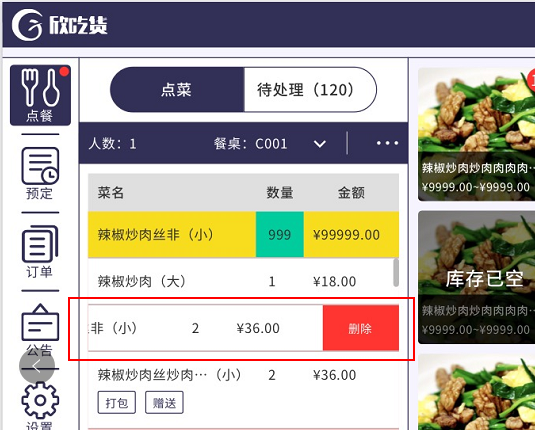 欣吃货
点餐
预定
订单
公告
设置
点菜
待处理（120）
人数：1
餐桌：C001
菜名 数量 金额
辣椒炒肉丝非（小） 999 ¥99999.00
辣椒炒肉（大） 1 ¥18.00
非（小） 2 ¥36.00 删除
辣椒炒肉丝炒肉…（小） 2 ¥36.00
打包 赠送
辣椒炒肉炒肉肉肉肉…
¥9999.00~¥9999.00
库存已空
辣椒炒肉炒肉肉肉肉…
¥9999.00~¥9999.00